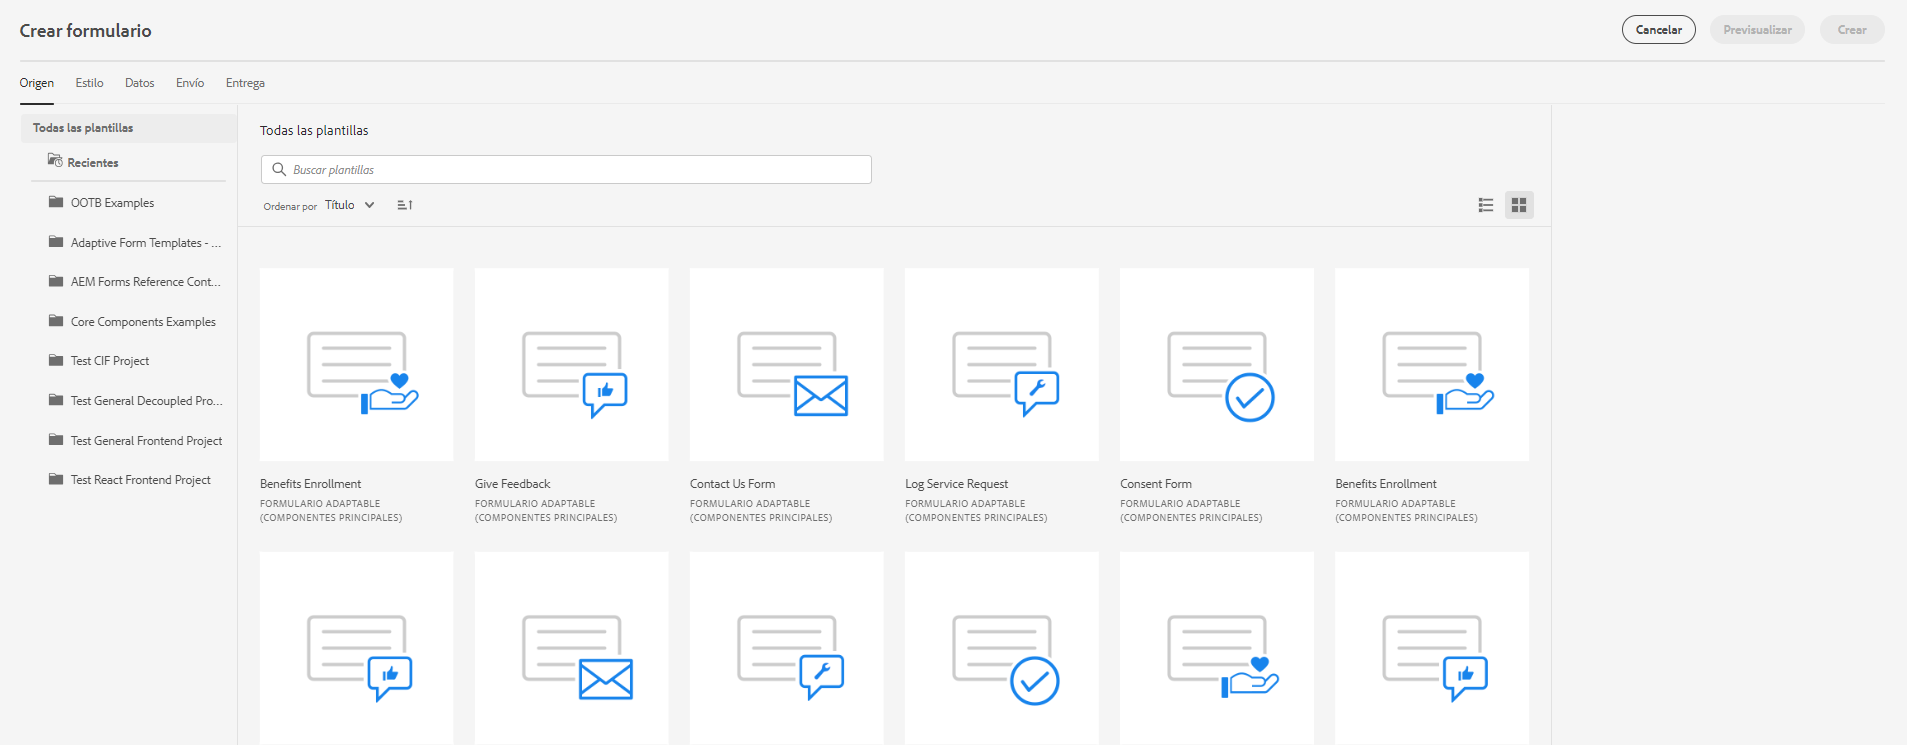 Crear formulario
Cancelar
Previsualizar
Crear
Origen
Estilo
Datos
Envío
Entrega
Todas las plantillas
Recientes
OOTB Examples
Adaptive Form Templates - ...
AEM Forms Reference Cont...
Core Components Examples
Test CIF Project
Test General Decoupled Pro...
Test General Frontend Project
Test React Frontend Project
Todas las plantillas
Buscar plantillas
Ordenar por Título
Benefits Enrollment
FORMULARIO ADAPTABLE
(COMPONENTES PRINCIPALES)
Give Feedback
FORMULARIO ADAPTABLE
(COMPONENTES PRINCIPALES)
Contact Us Form
FORMULARIO ADAPTABLE
(COMPONENTES PRINCIPALES)
Log Service Request
FORMULARIO ADAPTABLE
(COMPONENTES PRINCIPALES)
Consent Form
FORMULARIO ADAPTABLE
(COMPONENTES PRINCIPALES)
Benefits Enrollment
FORMULARIO ADAPTABLE
(COMPONENTES PRINCIPALES)